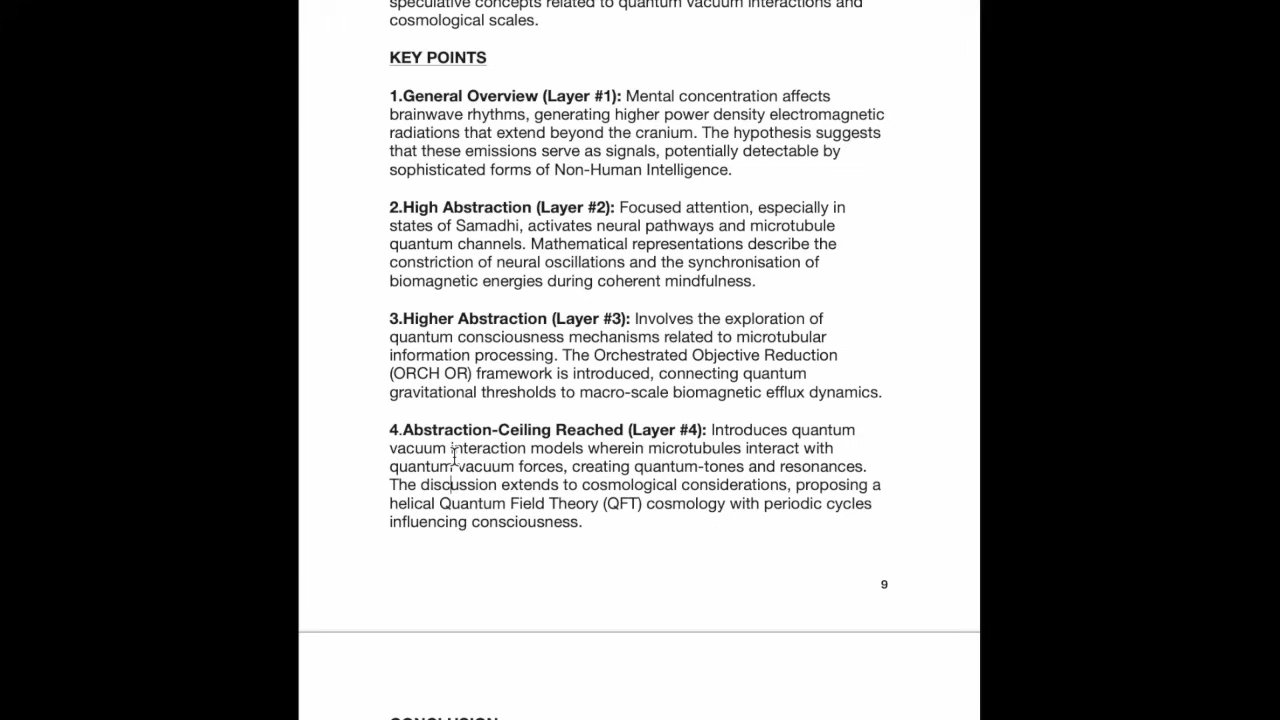 speculative concepts related to quantum vacuum interactions and
cosmological scales.
KEY POINTS
1.General Overview (Layer #1): Mental concentration affects
brainwave rhythms, generating higher power density electromagnetic
radiations that extend beyond the cranium. The hypothesis suggests
that these emissions serve as signals, potentially detectable by
sophisticated forms of Non-Human Intelligence.
2.High Abstraction (Layer #2): Focused attention, especially in
states of Samadhi, activates neural pathways and microtubule
quantum channels. Mathematical representations describe the
constriction of neural oscillations and the synchronisation of
biomagnetic energies during coherent mindfulness.
3.Higher Abstraction (Layer #3): Involves the exploration of
quantum consciousness mechanisms related to microtubular
information processing. The Orchestrated Objective Reduction
(ORCH OR) framework is introduced, connecting quantum
gravitational thresholds to macro-scale biomagnetic efflux dynamics.
4.Abstraction-Ceiling Reached (Layer #4): Introduces quantum
vacuum interaction models wherein microtubules interact with
quantum vacuum forces, creating quantum-tones and resonances.
The discussion extends to cosmological considerations, proposing a
helical Quantum Field Theory (QFT) cosmology with periodic cycles
influencing consciousness.
9
CONCLUSION